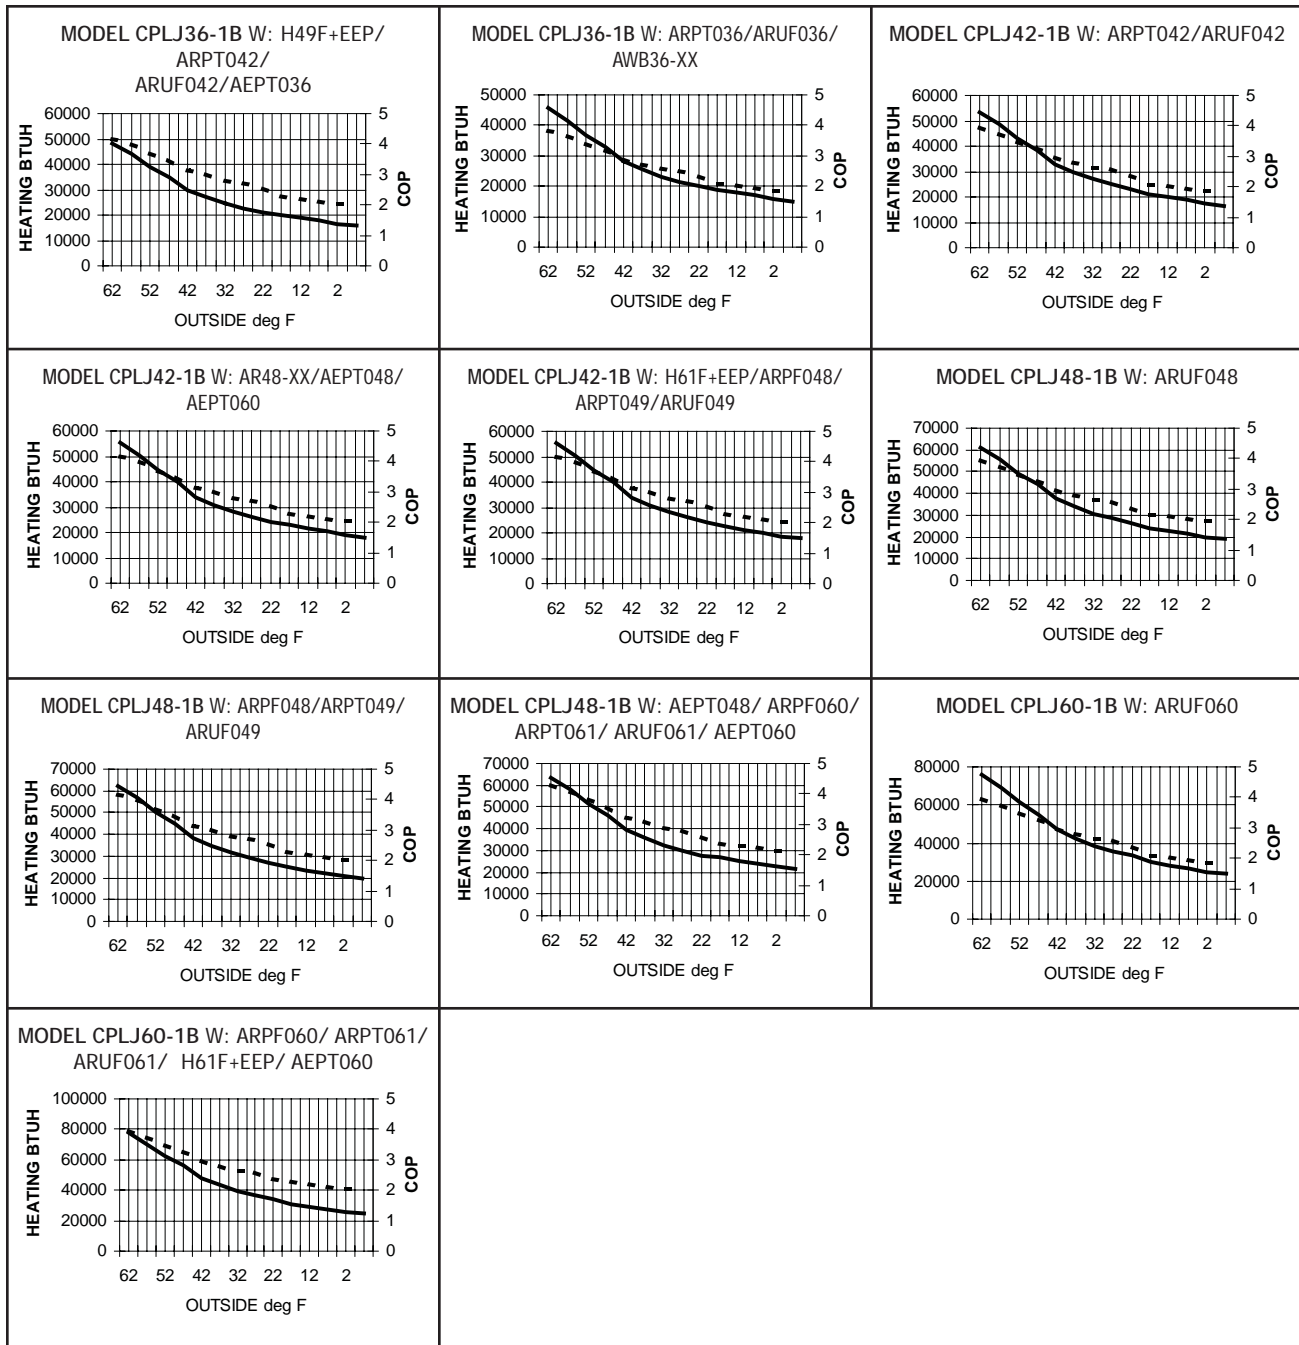 MODEL CPLJ36-1B W: H49F+EEP/
ARPT042/
ARUF042/AEPT036
HEATING BTUH
60000
50000
40000
30000
20000
10000
0
5
4
3
2
1
0
COP
62 52 42 32 22 12 2
OUTSIDE deg F
MODEL CPLJ36-1B W: ARPT036/ARUF036/
AWB36-XX
HEATING BTUH
50000
40000
30000
20000
10000
0
5
4
3
2
1
0
COP
62 52 42 32 22 12 2
OUTSIDE deg F
MODEL CPLJ42-1B W: ARPT042/ARUF042
HEATING BTUH
60000
50000
40000
30000
20000
10000
0
5
4
3
2
1
0
COP
62 52 42 32 22 12 2
OUTSIDE deg F
MODEL CPLJ42-1B W: AR48-XX/AEPT048/
AEPT060
HEATING BTUH
60000
50000
40000
30000
20000
10000
0
5
4
3
2
1
0
COP
62 52 42 32 22 12 2
OUTSIDE deg F
MODEL CPLJ42-1B W: H61F+EEP/ARPF048/
ARPT049/ARUF049
HEATING BTUH
60000
50000
40000
30000
20000
10000
0
5
4
3
2
1
0
COP
62 52 42 32 22 12 2
OUTSIDE deg F
MODEL CPLJ48-1B W: ARUF048
HEATING BTUH
70000
60000
50000
40000
30000
20000
10000
0
5
4
3
2
1
0
COP
62 52 42 32 22 12 2
OUTSIDE deg F
MODEL CPLJ48-1B W: ARPF048/ARPT049/
ARUF049
HEATING BTUH
70000
60000
50000
40000
30000
20000
10000
0
5
4
3
2
1
0
COP
62 52 42 32 22 12 2
OUTSIDE deg F
MODEL CPLJ48-1B W: AEPT048/ ARPF060/
ARPT061/ ARUF061/ AEPT060
HEATING BTUH
70000
60000
50000
40000
30000
20000
10000
0
5
4
3
2
1
0
COP
62 52 42 32 22 12 2
OUTSIDE deg F
MODEL CPLJ60-1B W: ARUF060
HEATING BTUH
80000
60000
40000
20000
0
5
4
3
2
1
0
COP
62 52 42 32 22 12 2
OUTSIDE deg F
MODEL CPLJ60-1B W: ARPF060/ ARPT061/
ARUF061/ H61F+EEP/ AEPT060
HEATING BTUH
100000
80000
60000
40000
20000
0
5
4
3
2
1
0
COP
62 52 42 32 22 12 2
OUTSIDE deg F